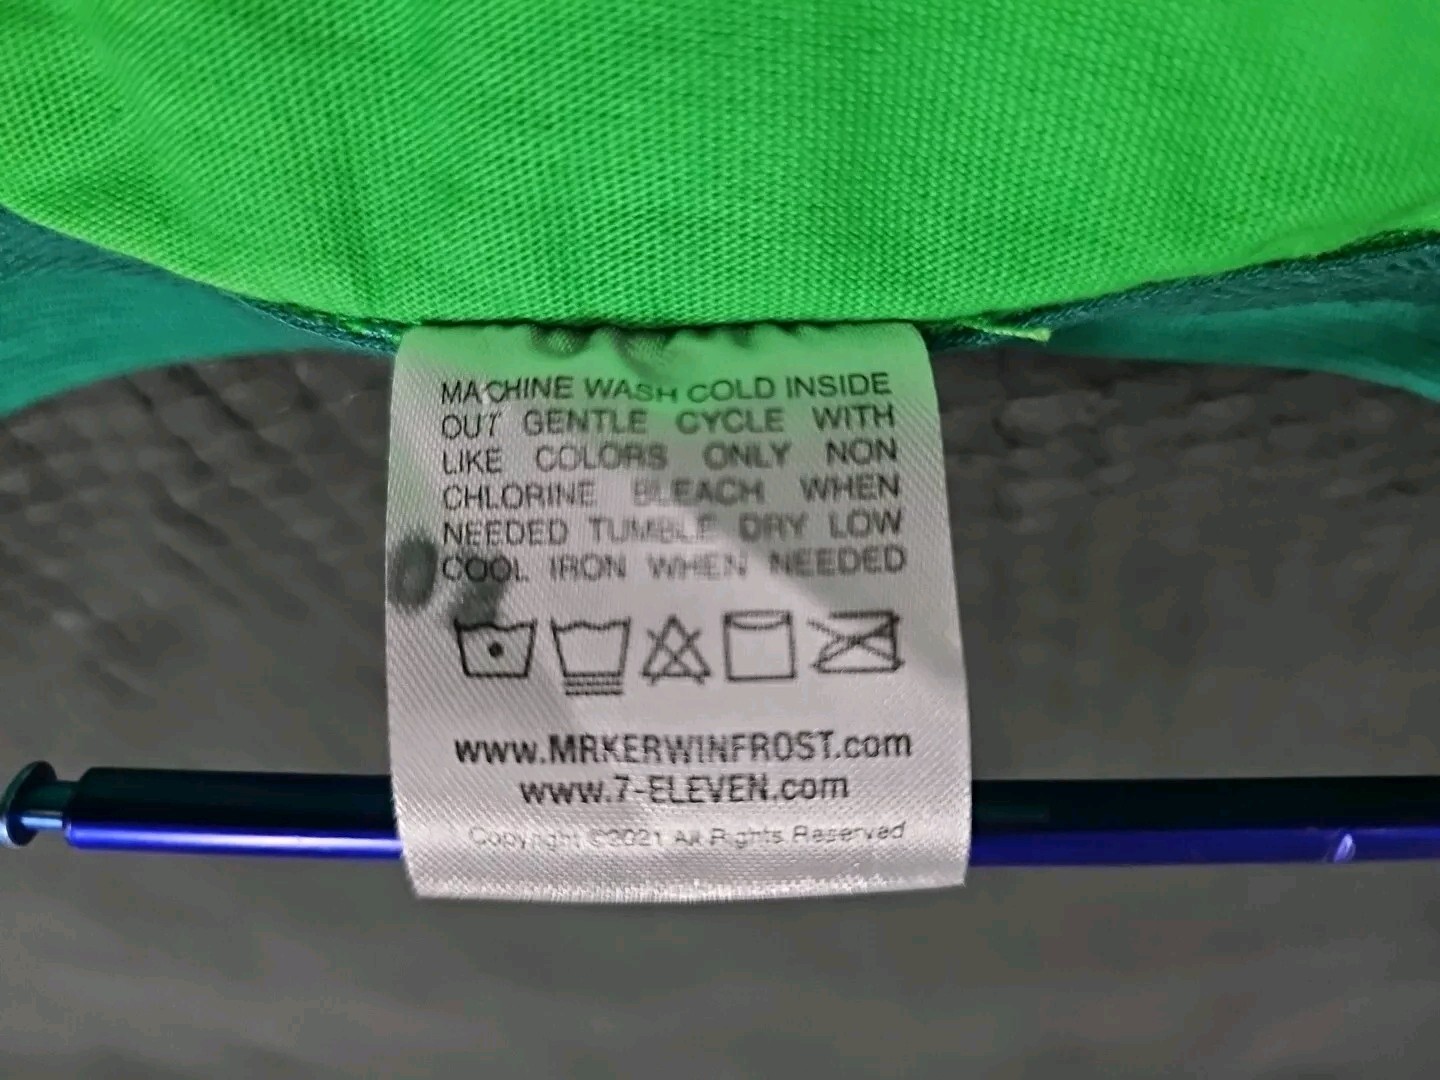 MACHINE WASH COLD INSIDE
OUT GENTLE CYCLE WITH
LIKE COLORS ONLY NON
CHLORINE BLEACH WHEN
NEEDED TUMBLE DRY LOW
COOL IRON WHEN NEEDED
www.MRKERWINFROST.com
www.7-ELEVEN.com
Copyright ©2021 All Rights Reserved